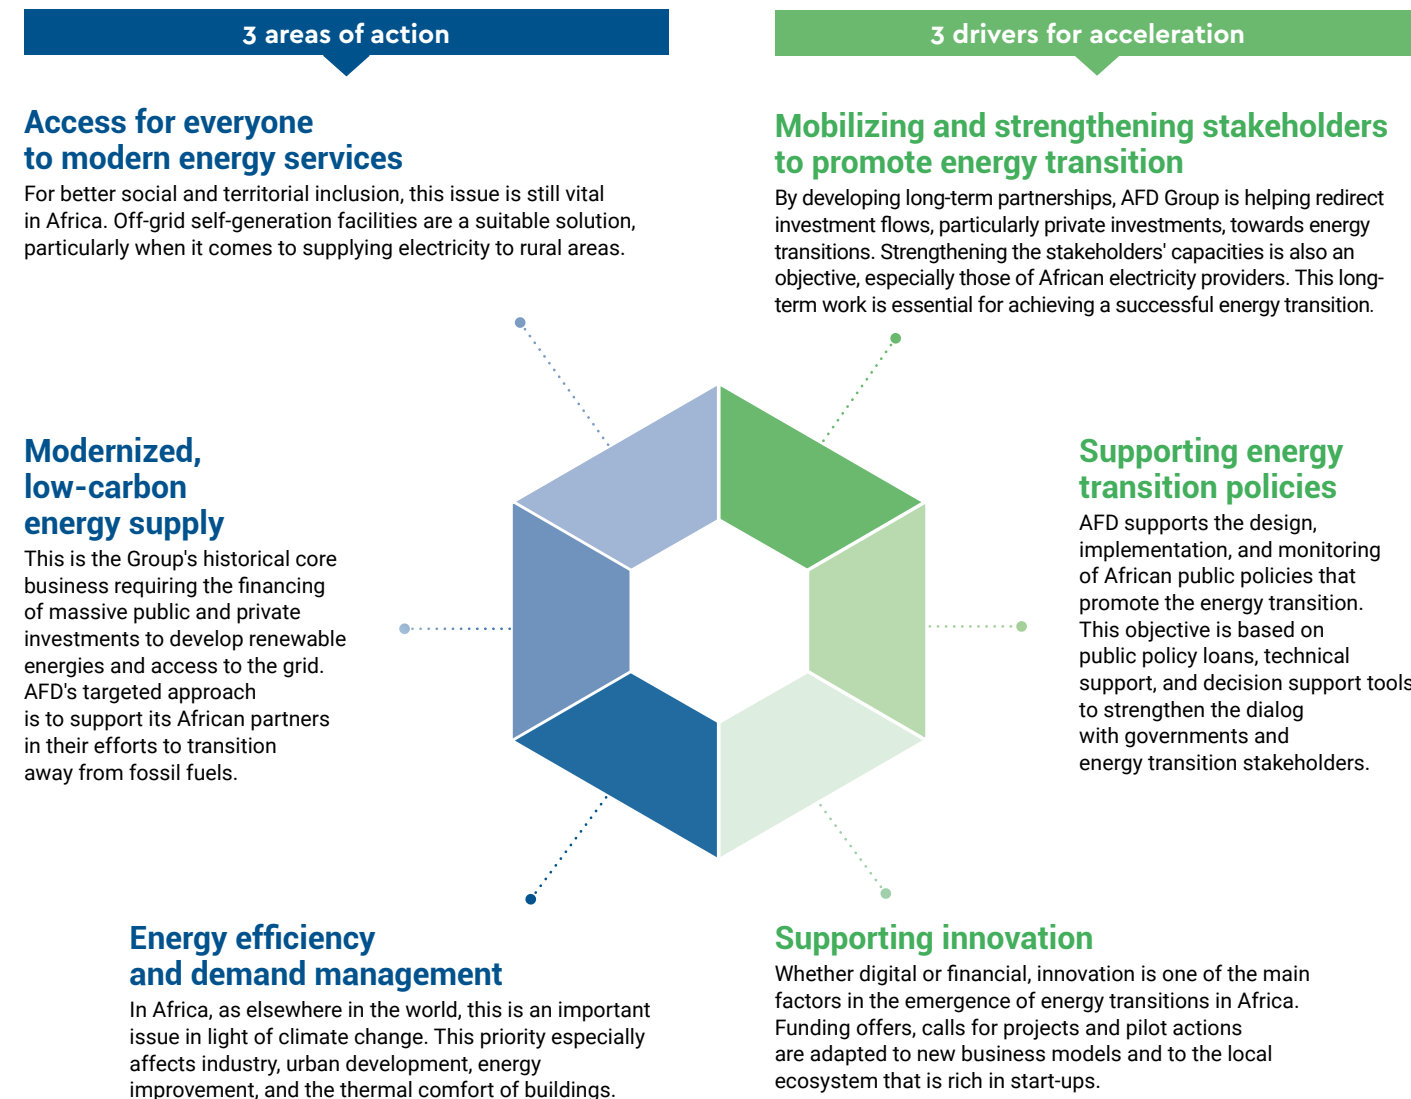 3 areas of action
Access for everyone
to modern energy services
For better social and territorial inclusion, this issue is still vital
in Africa. Off-grid self-generation facilities are a suitable solution,
particularly when it comes to supplying electricity to rural areas.
Modernized,
low-carbon
energy supply
This is the Group's historical core
business requiring the financing
of massive public and private
investments to develop renewable
energies and access to the grid.
AFD's targeted approach
is to support its African partners
in their efforts to transition
away from fossil fuels.
Energy efficiency
and demand management
In Africa, as elsewhere in the world, this is an important
issue in light of climate change. This priority especially
affects industry, urban development, energy
improvement, and the thermal comfort of buildings.
3 drivers for acceleration
Mobilizing and strengthening stakeholders
to promote energy transition
By developing long-term partnerships, AFD Group is helping redirect
investment flows, particularly private investments, towards energy
transitions. Strengthening the stakeholders' capacities is also an
objective, especially those of African electricity providers. This long-
term work is essential for achieving a successful energy transition.
Supporting energy
transition policies
AFD supports the design,
implementation, and monitoring
of African public policies that
promote the energy transition.
This objective is based on
public policy loans, technical
support, and decision support tools
to strengthen the dialog
with governments and
energy transition stakeholders.
Supporting innovation
Whether digital or financial, innovation is one of the main
factors in the emergence of energy transitions in Africa.
Funding offers, calls for projects and pilot actions
are adapted to new business models and to the local
ecosystem that is rich in start-ups.